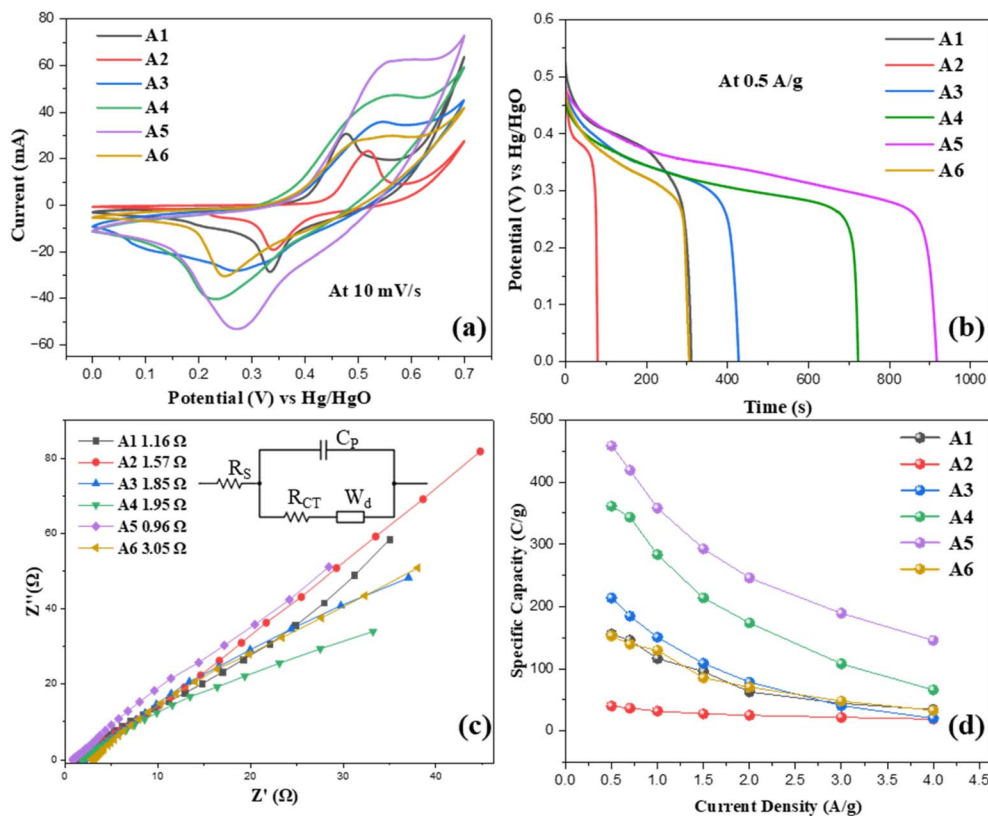 80
60
40
20
0
−20
−40
−60
Current (mA)
A1
A2
A3
A4
A5
A6
At 10 mV/s
(a)
0.0 0.1 0.2 0.3 0.4 0.5 0.6 0.7
Potential (V) vs Hg/HgO
0.6
0.5
0.4
0.3
0.2
0.1
0.0
Potential (V) vs Hg/HgO
At 0.5 A/g
A1
A2
A3
A4
A5
A6
(b)
0 200 400 600 800 1000
Time (s)
80
60
40
20
0
Z''(Ω)
A1 1.16 Ω
A2 1.57 Ω
A3 1.85 Ω
A4 1.95 Ω
A5 0.96 Ω
A6 3.05 Ω
CP
RS
RCT Wd
(c)
0 10 20 30 40
Z' (Ω)
500
450
400
350
300
250
200
150
100
50
0
Specific Capacity (C/g)
A1
A2
A3
A4
A5
A6
(d)
0.0 0.5 1.0 1.5 2.0 2.5 3.0 3.5 4.0 4.5
Current Density (A/g)